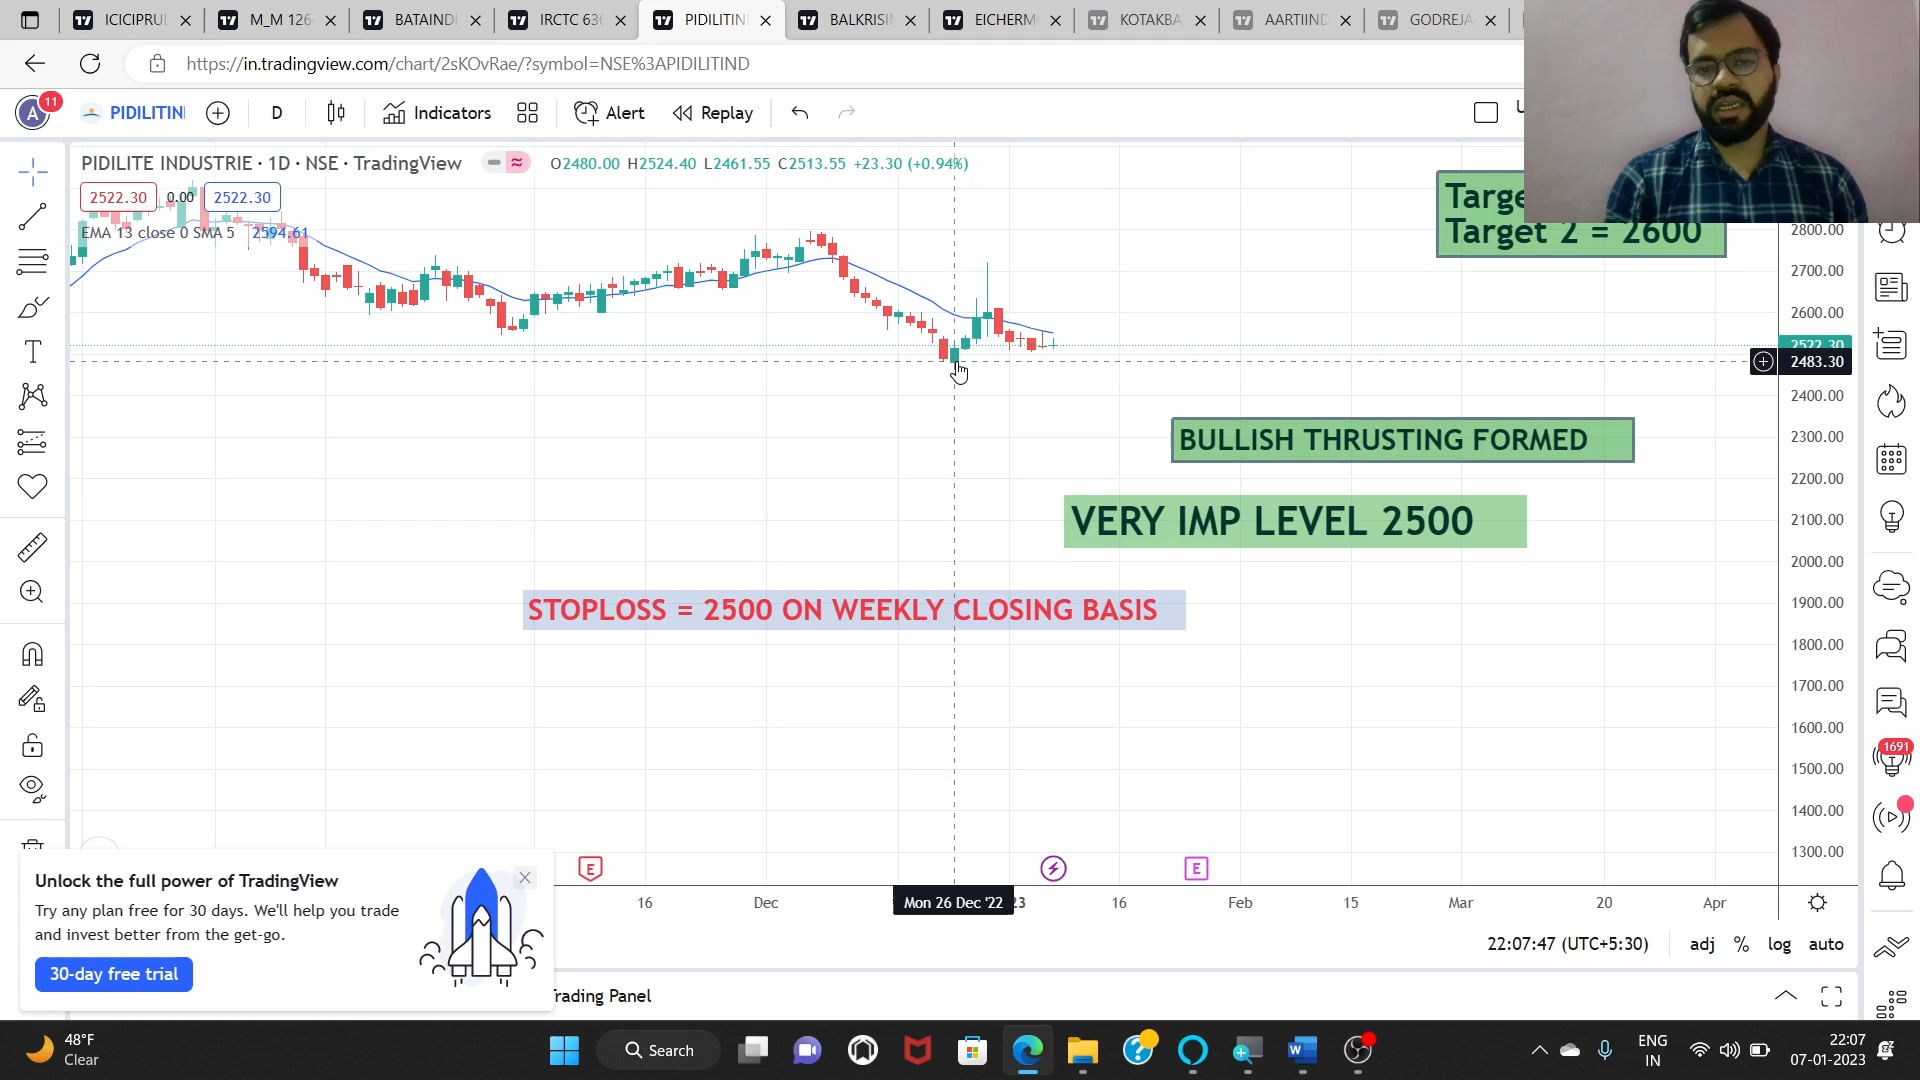 ICICIPRUL
M_M 126
BATAINDI
IRCTC 636
PIDILITIN
BALKRISI
EICHERM
KOTAKBA
AARTIIND
GODREJA
https://in.tradingview.com/chart/2sKOvRae/?symbol=NSE%3APIDILITIND
A 11
PIDILITIN
D
Indicators
Alert
Replay
PIDILITE INDUSTRIE · 1D · NSE · TradingView
O2480.00 H2524.40 L2461.55 C2513.55 +23.30 (+0.94%)
2522.30 0.00 2522.30
EMA 13 close 0 SMA 5 2594.61
Targe
Target 2 = 2600
2800.00
2700.00
2600.00
2522.30
2483.30
2400.00
BULLISH THRUSTING FORMED
2300.00
2200.00
VERY IMP LEVEL 2500
2100.00
2000.00
STOPLOSS = 2500 ON WEEKLY CLOSING BASIS
1900.00
1800.00
1700.00
1600.00
1500.00
1400.00
1300.00
1691
E
E
16
Dec
Mon 26 Dec '22
23
16
Feb
15
Mar
20
Apr
Unlock the full power of TradingView
Try any plan free for 30 days. We'll help you trade
and invest better from the get-go.
30-day free trial
22:07:47 (UTC+5:30)
adj % log auto
Trading Panel
48°F
Clear
Search
ENG
IN
22:07
07-01-2023